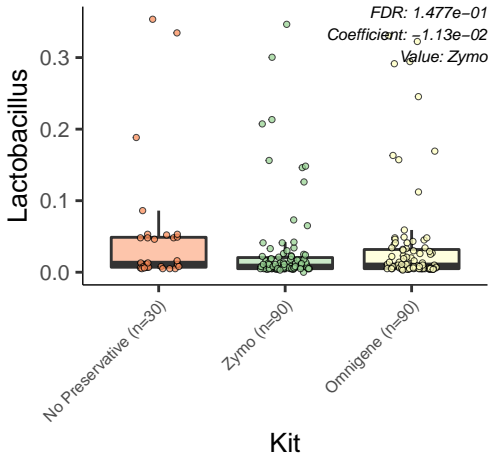 FDR: 1.477e−01
Coefficient: −1.13e−02
Value: Zymo
Lactobacillus
0.3
0.2
0.1
0.0
No Preservative (n=30)
Zymo (n=90)
Omnigene (n=90)
Kit